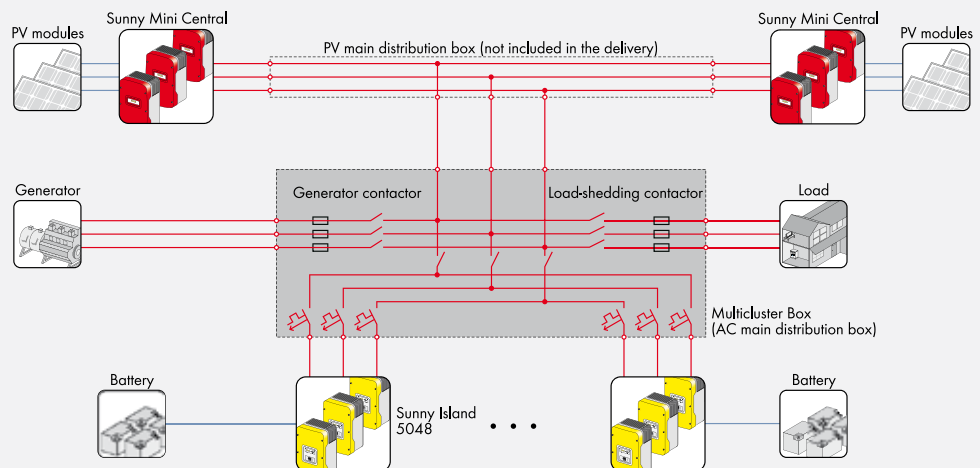 Sunny Mini Central
Sunny Mini Central
PV modules
PV modules
PV main distribution box (not included in the delivery)
Generator
Generator contactor
Load-shedding contactor
Load
Multicluster Box
(AC main distribution box)
Battery
Sunny Island
5048
Battery